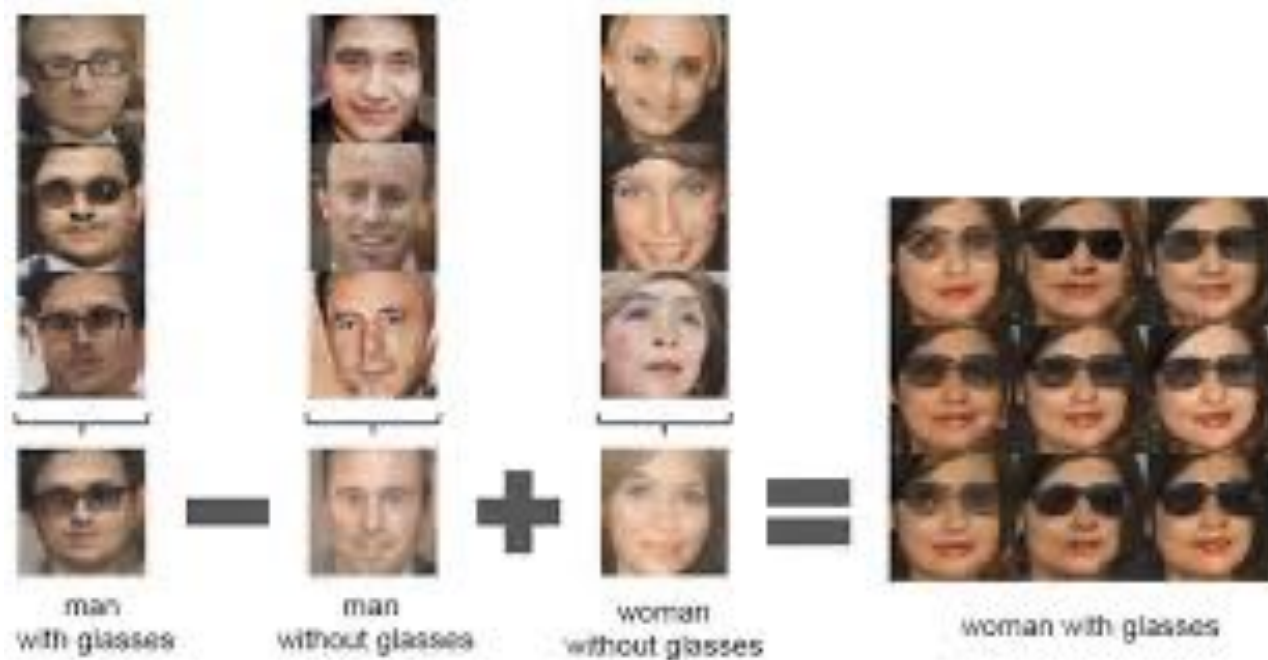 man
with glasses
man
without glasses
woman
without glasses
woman with glasses